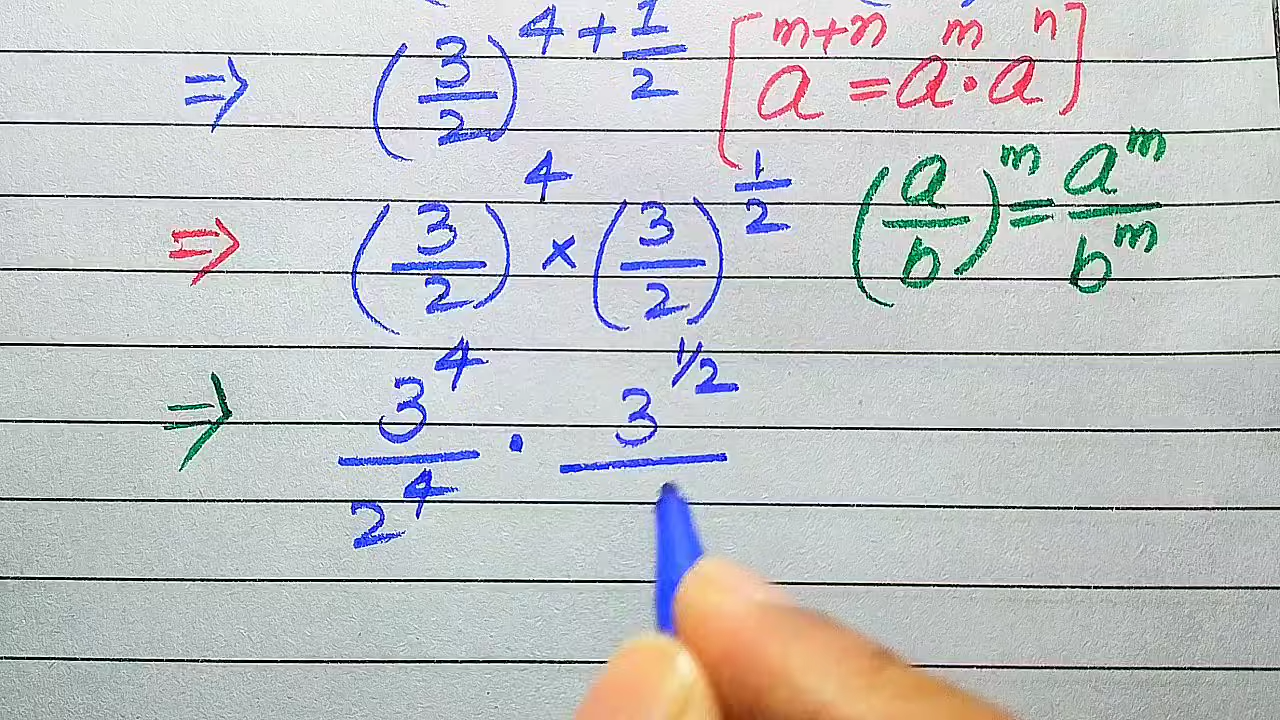 ⇒ (3/2)^(4+1/2) [a^(m+n) = a^m · a^n]
⇒ (3/2)^4 × (3/2)^(1/2) (a/b)^m = a^m/b^m
⇒ 3^4/2^4 · 3^(1/2)/